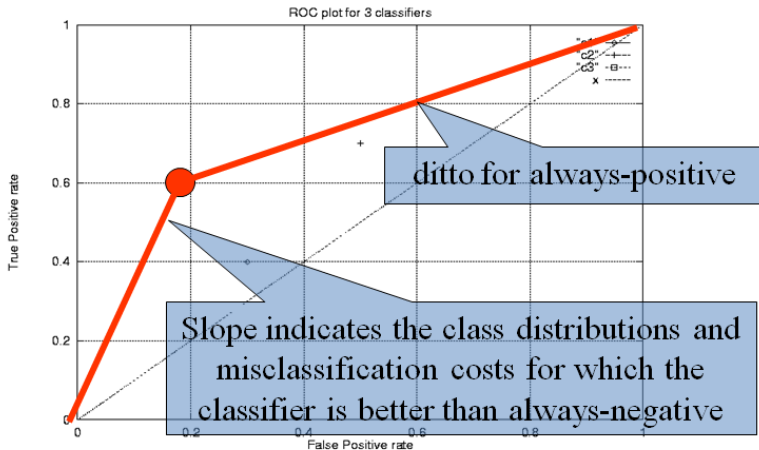 ROC plot for 3 classifiers
1
"c1"
"c2"
"c3"
x
0.8
ditto for always-positive
0.6
True Positive rate
0.4
Slope indicates the class distributions and
misclassification costs for which the
classifier is better than always-negative
0.2
0
0 0.2 0.4 0.6 0.8 1
False Positive rate